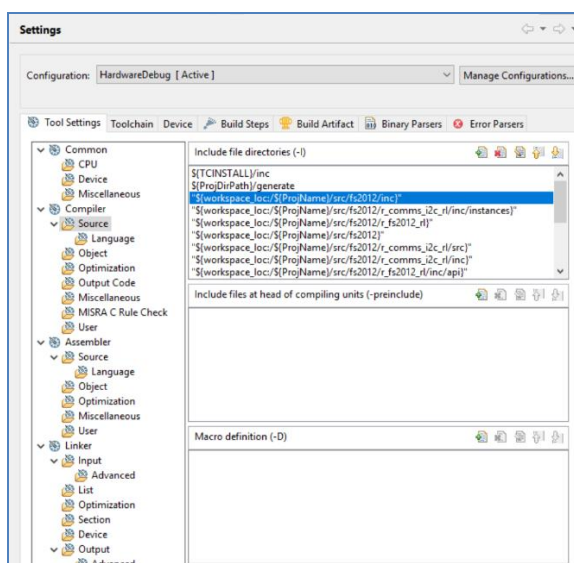 Settings
Configuration: HardwareDebug [ Active ] Manage Configurations...
Tool Settings Toolchain Device Build Steps Build Artifact Binary Parsers Error Parsers
Common
CPU
Device
Miscellaneous
Compiler
Source
Language
Object
Optimization
Output Code
Miscellaneous
MISRA C Rule Check
User
Assembler
Source
Language
Object
Optimization
Miscellaneous
User
Linker
Input
Advanced
List
Optimization
Section
Device
Output
Advanced
Include file directories (-I)
${TCINSTALL}/inc
${ProjDirPath}/generate
"${workspace_loc:/${ProjName}/src/fs2012/inc}"
"${workspace_loc:/${ProjName}/src/fs2012/r_comms_i2c_rl/inc/instances}"
"${workspace_loc:/${ProjName}/src/fs2012/r_fs2012_rl}"
"${workspace_loc:/${ProjName}/src/fs2012}"
"${workspace_loc:/${ProjName}/src/fs2012/r_comms_i2c_rl/src}"
"${workspace_loc:/${ProjName}/src/fs2012/r_comms_i2c_rl/inc}"
"${workspace_loc:/${ProjName}/src/fs2012/r_fs2012_rl/inc/api}"
Include files at head of compiling units (-preinclude)
Macro definition (-D)